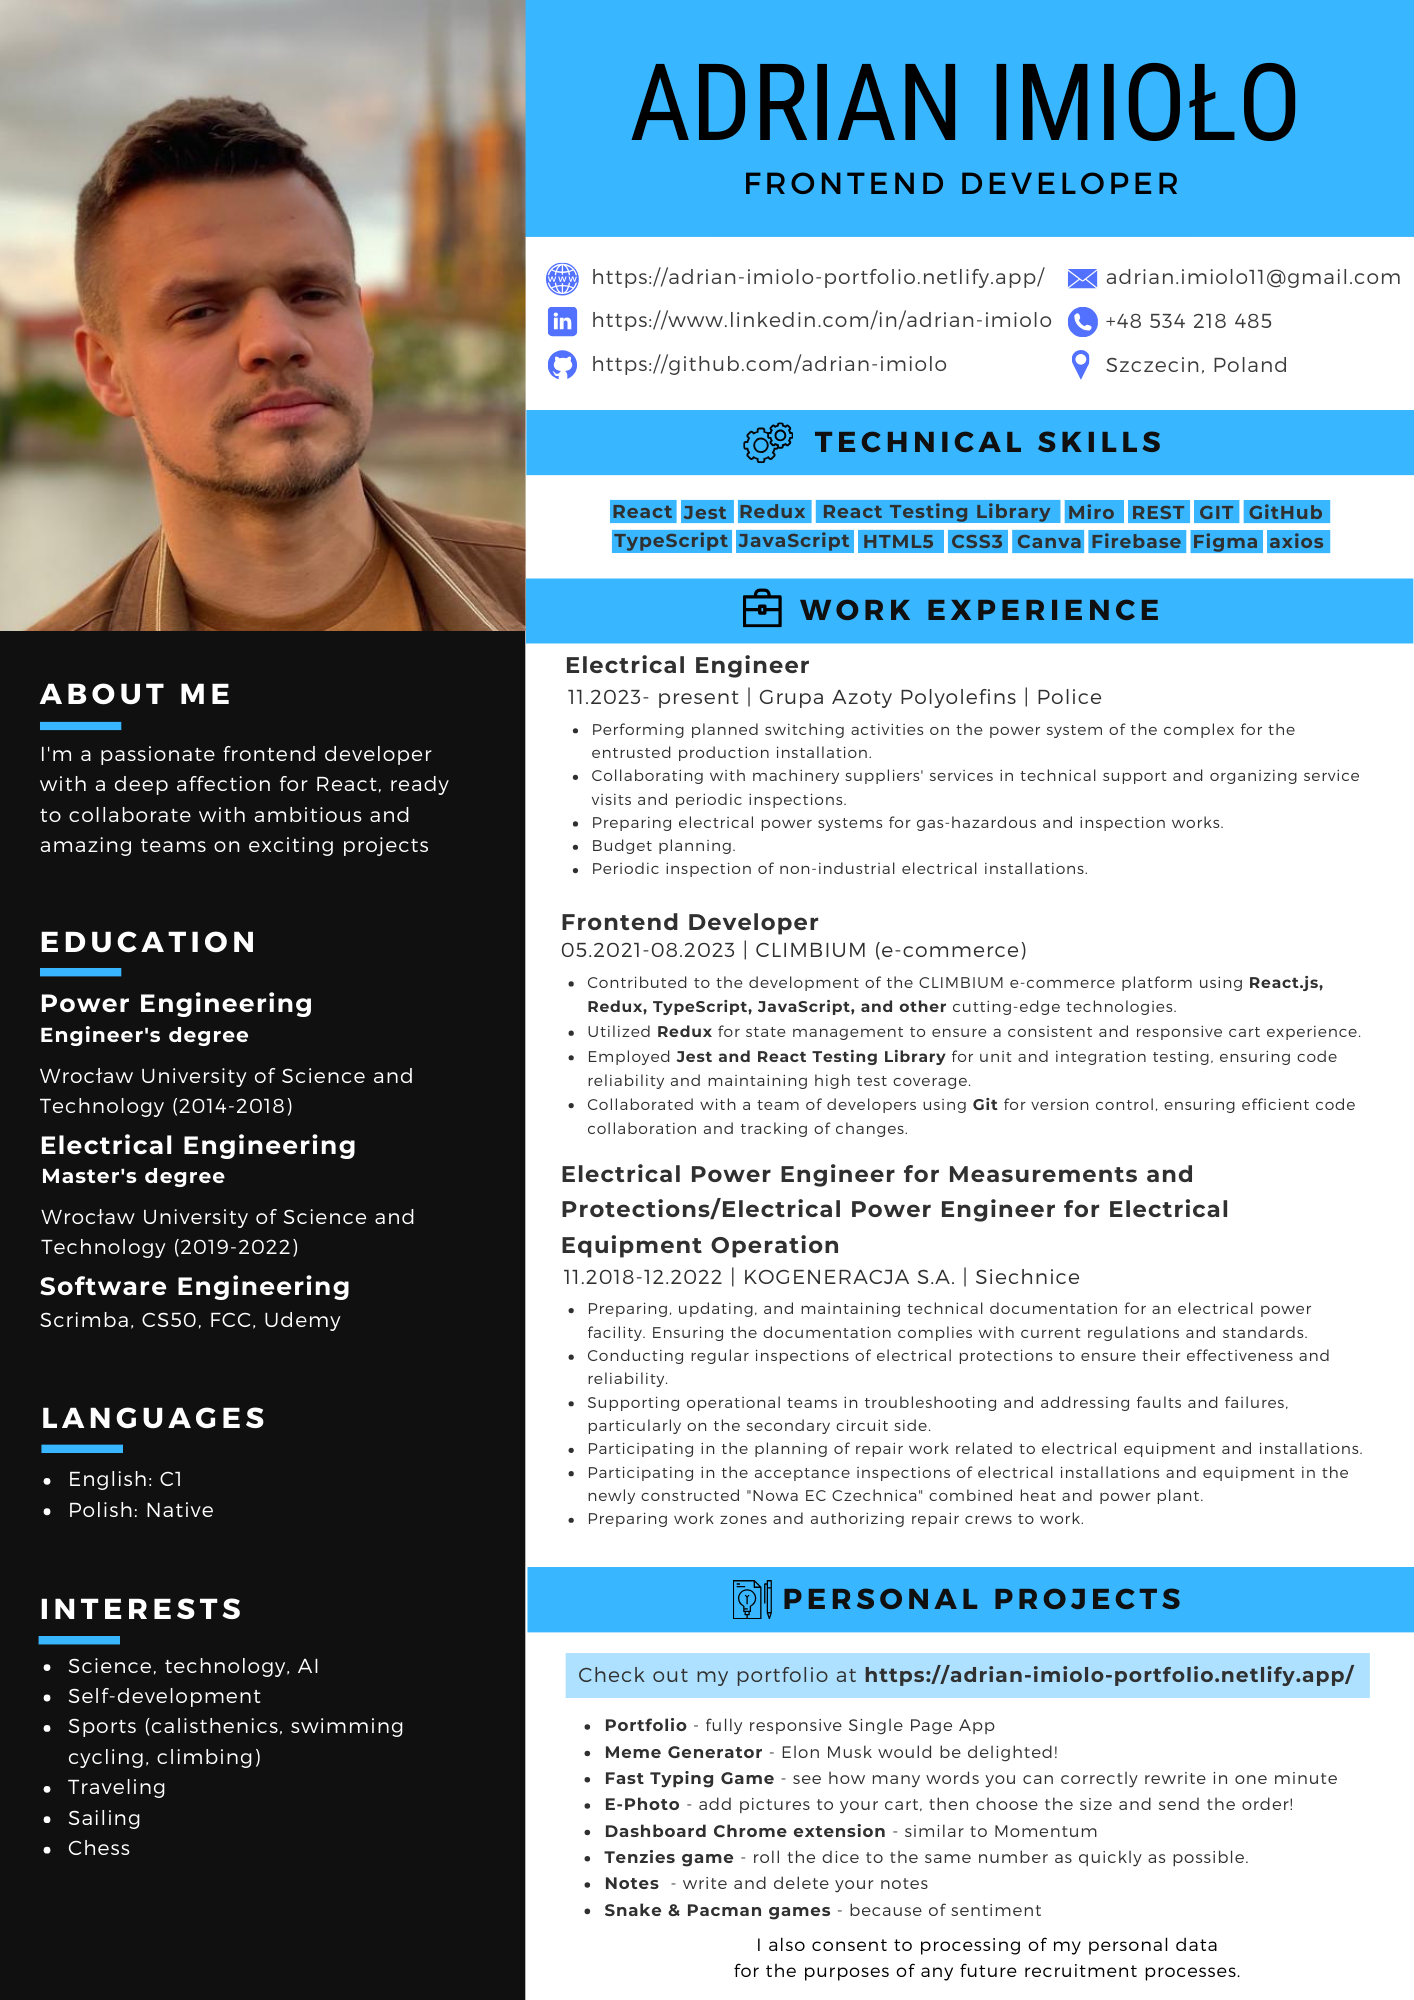 ADRIAN IMIOŁO
FRONTEND DEVELOPER
https://adrian-imiolo-portfolio.netlify.app/
adrian.imiolo11@gmail.com
https://www.linkedin.com/in/adrian-imiolo
+48 534 218 485
https://github.com/adrian-imiolo
Szczecin, Poland
TECHNICAL SKILLS
React Jest Redux React Testing Library Miro REST GIT GitHub
TypeScript JavaScript HTML5 CSS3 Canva Firebase Figma axios
WORK EXPERIENCE
Electrical Engineer
11.2023- present | Grupa Azoty Polyolefins | Police
• Performing planned switching activities on the power system of the complex for the
entrusted production installation.
• Collaborating with machinery suppliers' services in technical support and organizing service
visits and periodic inspections.
• Preparing electrical power systems for gas-hazardous and inspection works.
• Budget planning.
• Periodic inspection of non-industrial electrical installations.
Frontend Developer
05.2021-08.2023 | CLIMBIUM (e-commerce)
• Contributed to the development of the CLIMBIUM e-commerce platform using React.js,
Redux, TypeScript, JavaScript, and other cutting-edge technologies.
• Utilized Redux for state management to ensure a consistent and responsive cart experience.
• Employed Jest and React Testing Library for unit and integration testing, ensuring code
reliability and maintaining high test coverage.
• Collaborated with a team of developers using Git for version control, ensuring efficient code
collaboration and tracking of changes.
Electrical Power Engineer for Measurements and
Protections/Electrical Power Engineer for Electrical
Equipment Operation
11.2018-12.2022 | KOGENERACJA S.A. | Siechnice
• Preparing, updating, and maintaining technical documentation for an electrical power
facility. Ensuring the documentation complies with current regulations and standards.
• Conducting regular inspections of electrical protections to ensure their effectiveness and
reliability.
• Supporting operational teams in troubleshooting and addressing faults and failures,
particularly on the secondary circuit side.
• Participating in the planning of repair work related to electrical equipment and installations.
• Participating in the acceptance inspections of electrical installations and equipment in the
newly constructed "Nowa EC Czechnica" combined heat and power plant.
• Preparing work zones and authorizing repair crews to work.
PERSONAL PROJECTS
Check out my portfolio at https://adrian-imiolo-portfolio.netlify.app/
• Portfolio - fully responsive Single Page App
• Meme Generator - Elon Musk would be delighted!
• Fast Typing Game - see how many words you can correctly rewrite in one minute
• E-Photo - add pictures to your cart, then choose the size and send the order!
• Dashboard Chrome extension - similar to Momentum
• Tenzies game - roll the dice to the same number as quickly as possible.
• Notes - write and delete your notes
• Snake & Pacman games - because of sentiment
I also consent to processing of my personal data
for the purposes of any future recruitment processes.
ABOUT ME
I'm a passionate frontend developer
with a deep affection for React, ready
to collaborate with ambitious and
amazing teams on exciting projects
EDUCATION
Power Engineering
Engineer's degree
Wrocław University of Science and
Technology (2014-2018)
Electrical Engineering
Master's degree
Wrocław University of Science and
Technology (2019-2022)
Software Engineering
Scrimba, CS50, FCC, Udemy
LANGUAGES
• English: C1
• Polish: Native
INTERESTS
• Science, technology, AI
• Self-development
• Sports (calisthenics, swimming
cycling, climbing)
• Traveling
• Sailing
• Chess